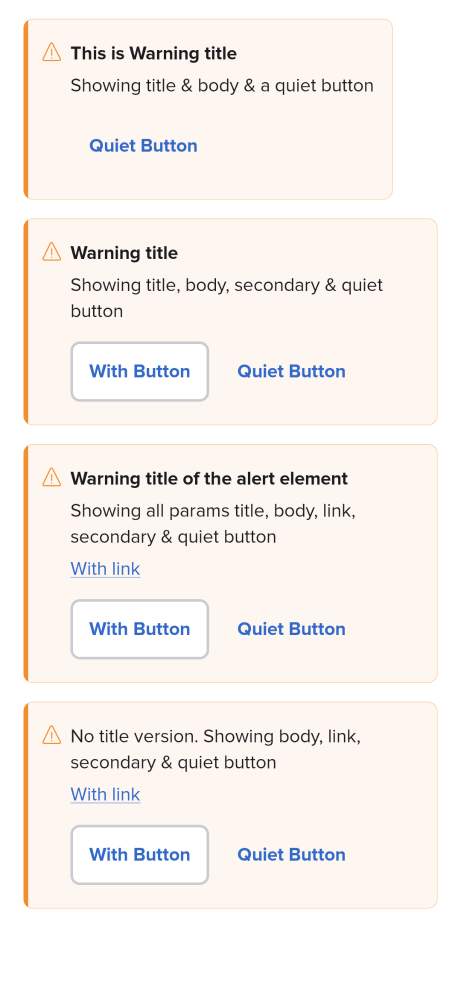 This is Warning title
Showing title & body & a quiet button
Quiet Button
Warning title
Showing title, body, secondary & quiet
button
With Button
Quiet Button
Warning title of the alert element
Showing all params title, body, link,
secondary & quiet button
With link
With Button
Quiet Button
No title version. Showing body, link,
secondary & quiet button
With link
With Button
Quiet Button